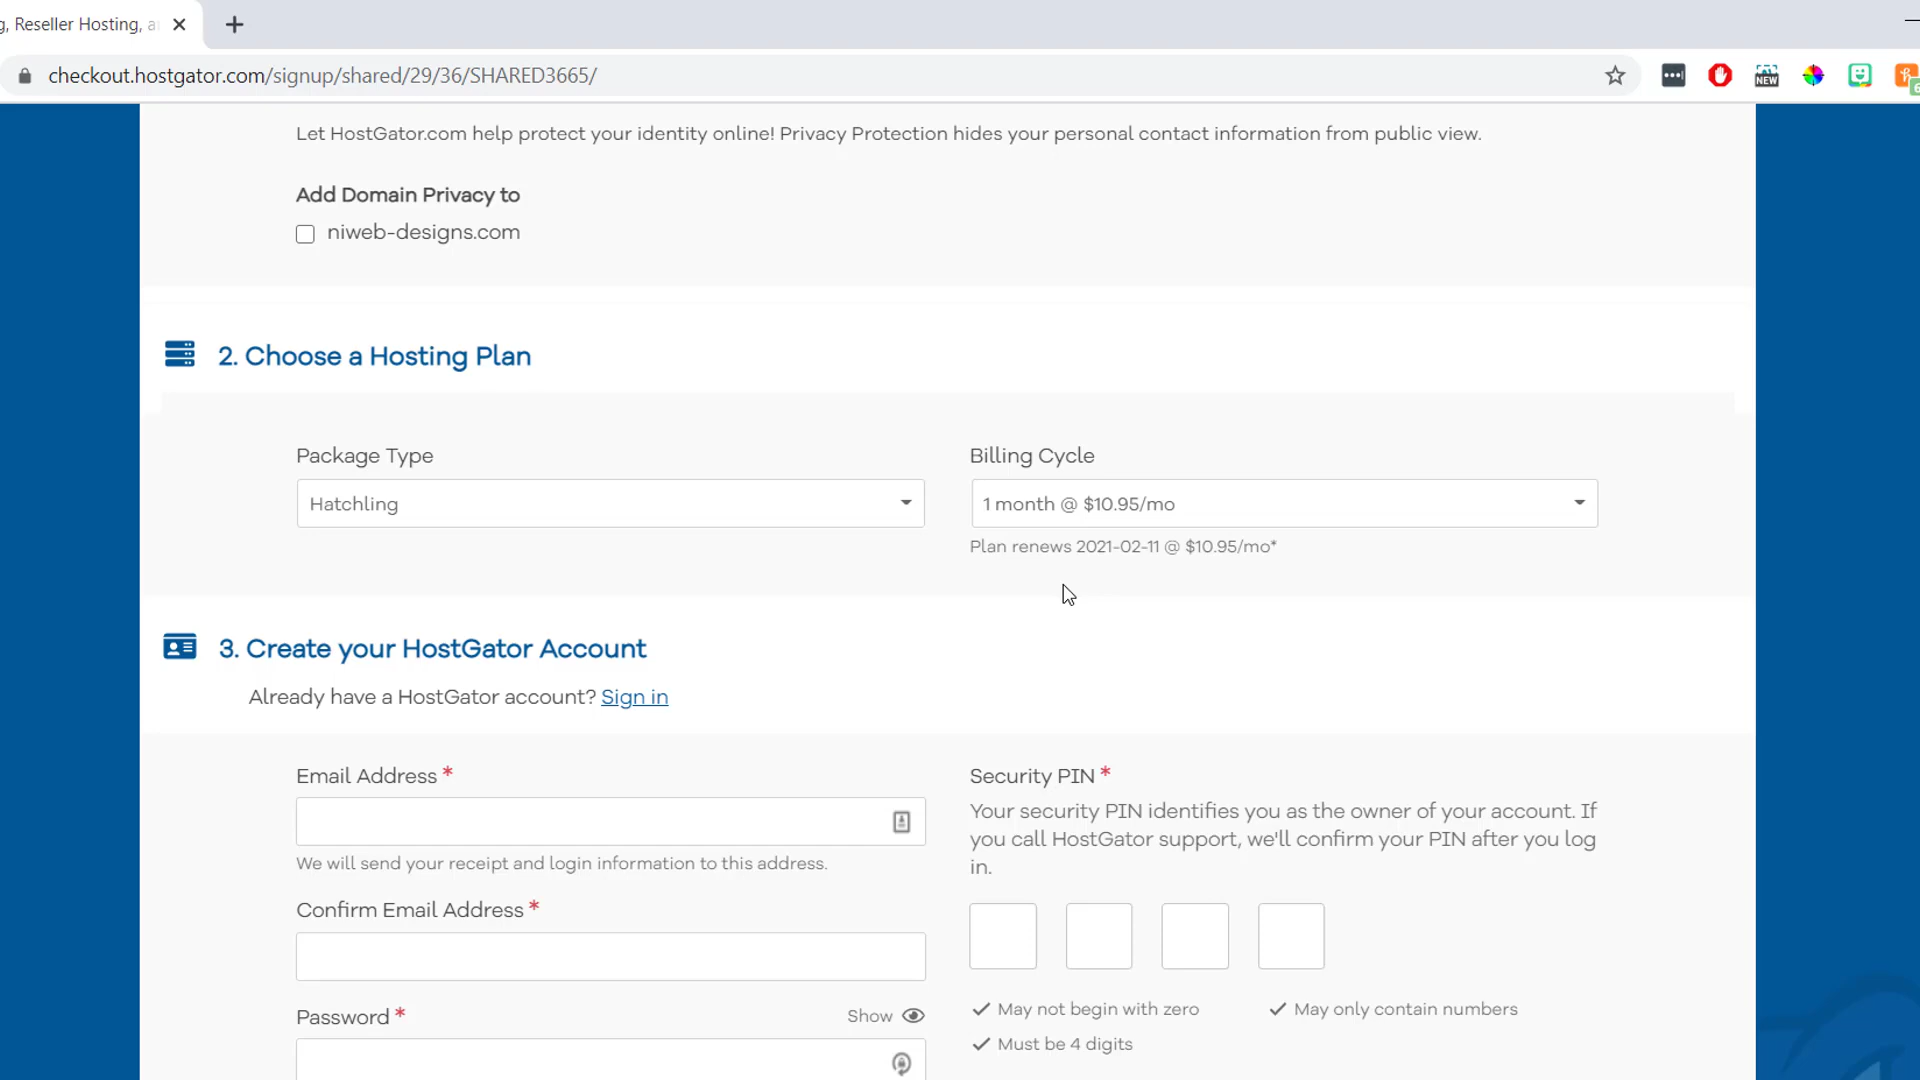 g, Reseller Hosting, a
checkout.hostgator.com/signup/shared/29/36/SHARED3665/
NEW
Let HostGator.com help protect your identity online! Privacy Protection hides your personal contact information from public view.
Add Domain Privacy to
niweb-designs.com
2. Choose a Hosting Plan
Package Type
Billing Cycle
Hatchling
1 month @ $10.95/mo
Plan renews 2021-02-11 @ $10.95/mo*
3. Create your HostGator Account
Already have a HostGator account? Sign in
Email Address *
Security PIN *
Your security PIN identifies you as the owner of your account. If
you call HostGator support, we'll confirm your PIN after you log
in.
We will send your receipt and login information to this address.
Confirm Email Address *
Password *
Show
May not begin with zero
May only contain numbers
Must be 4 digits